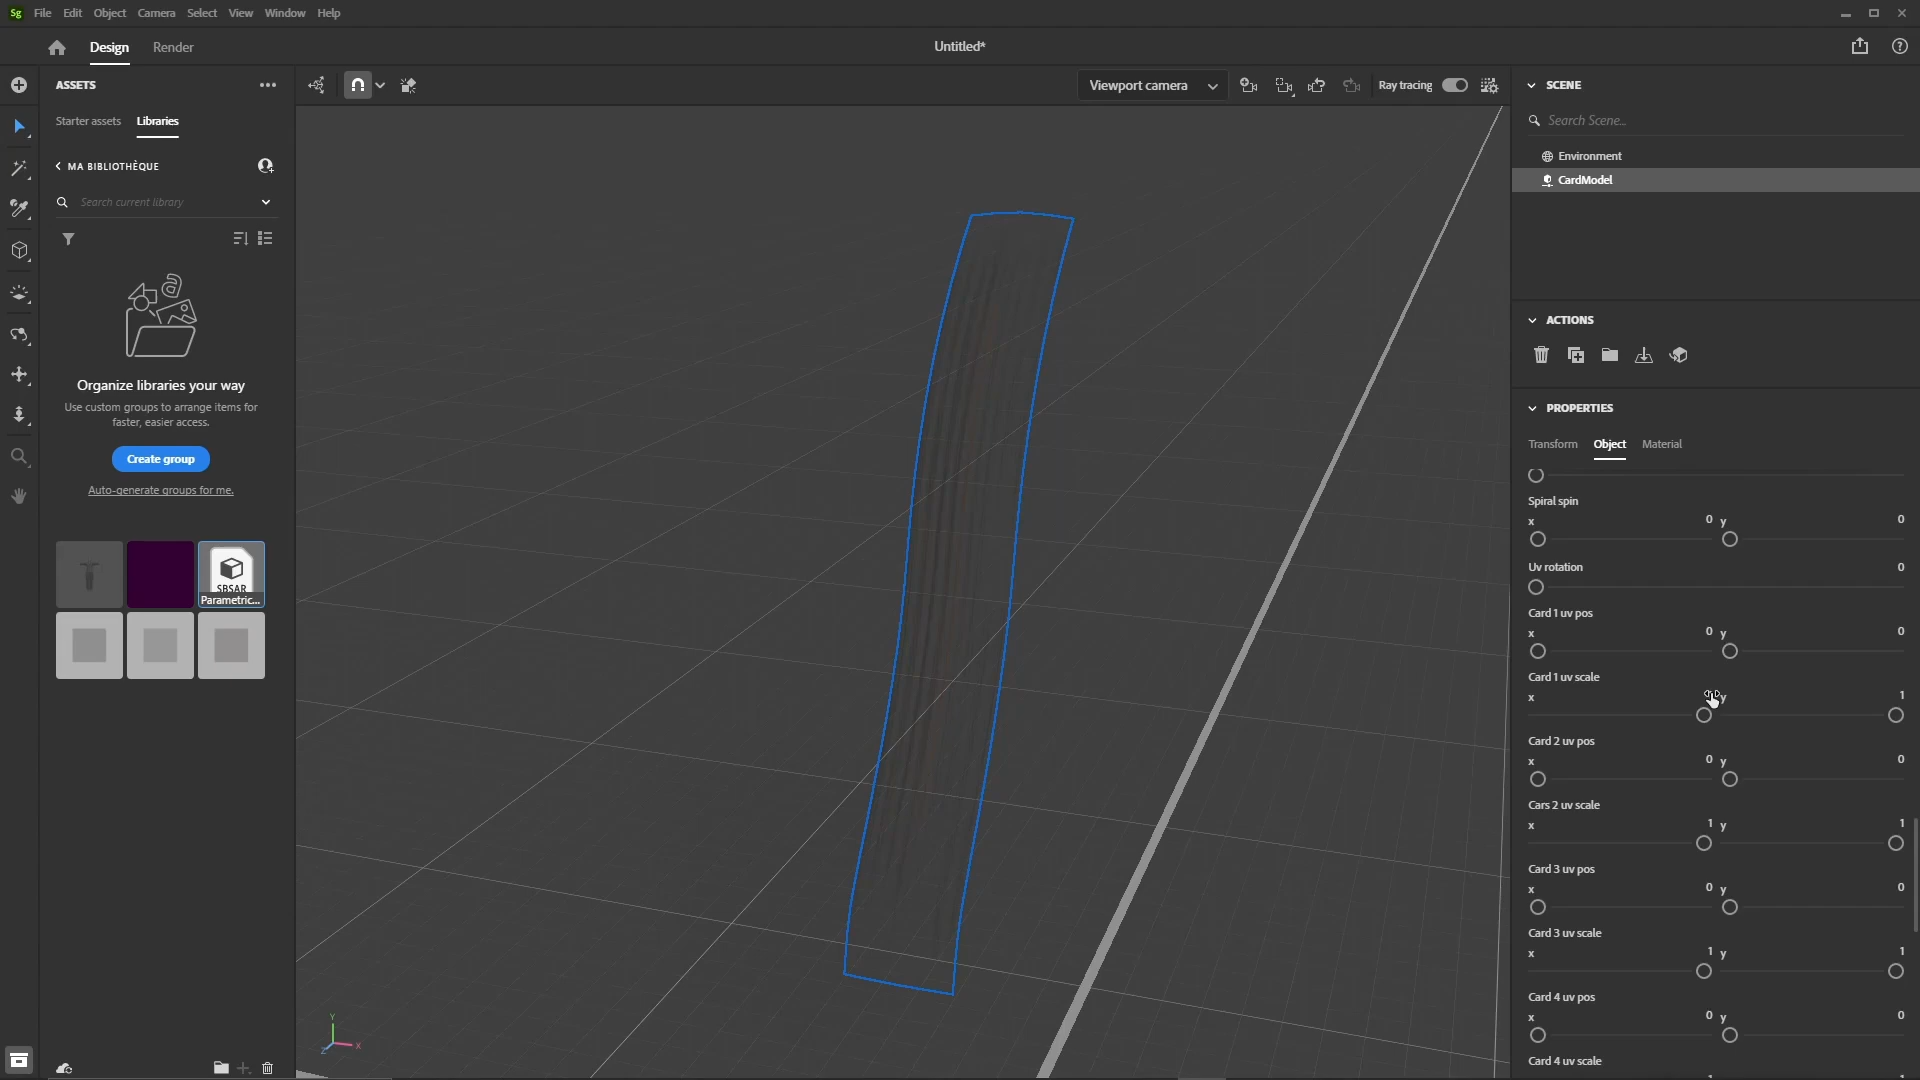 Sg File Edit Object Camera Select View Window Help
Design Render
Untitled*
ASSETS
Starter assets Libraries
MA BIBLIOTHÈQUE
Search current library
Organize libraries your way
Use custom groups to arrange items for
faster, easier access.
Create group
Auto-generate groups for me.
SBSAR
Parametric...
Viewport camera
Ray tracing
Y
X
Z
SCENE
Search Scene...
Environment
CardModel
ACTIONS
PROPERTIES
Transform Object Material
Spiral spin
x 0 y 0
Uv rotation 0
Card 1 uv pos
x 0 y 0
Card 1 uv scale
x y 1
Card 2 uv pos
x 0 y 0
Cars 2 uv scale
x 1 y 1
Card 3 uv pos
x 0 y 0
Card 3 uv scale
x 1 y 1
Card 4 uv pos
x 0 y 0
Card 4 uv scale